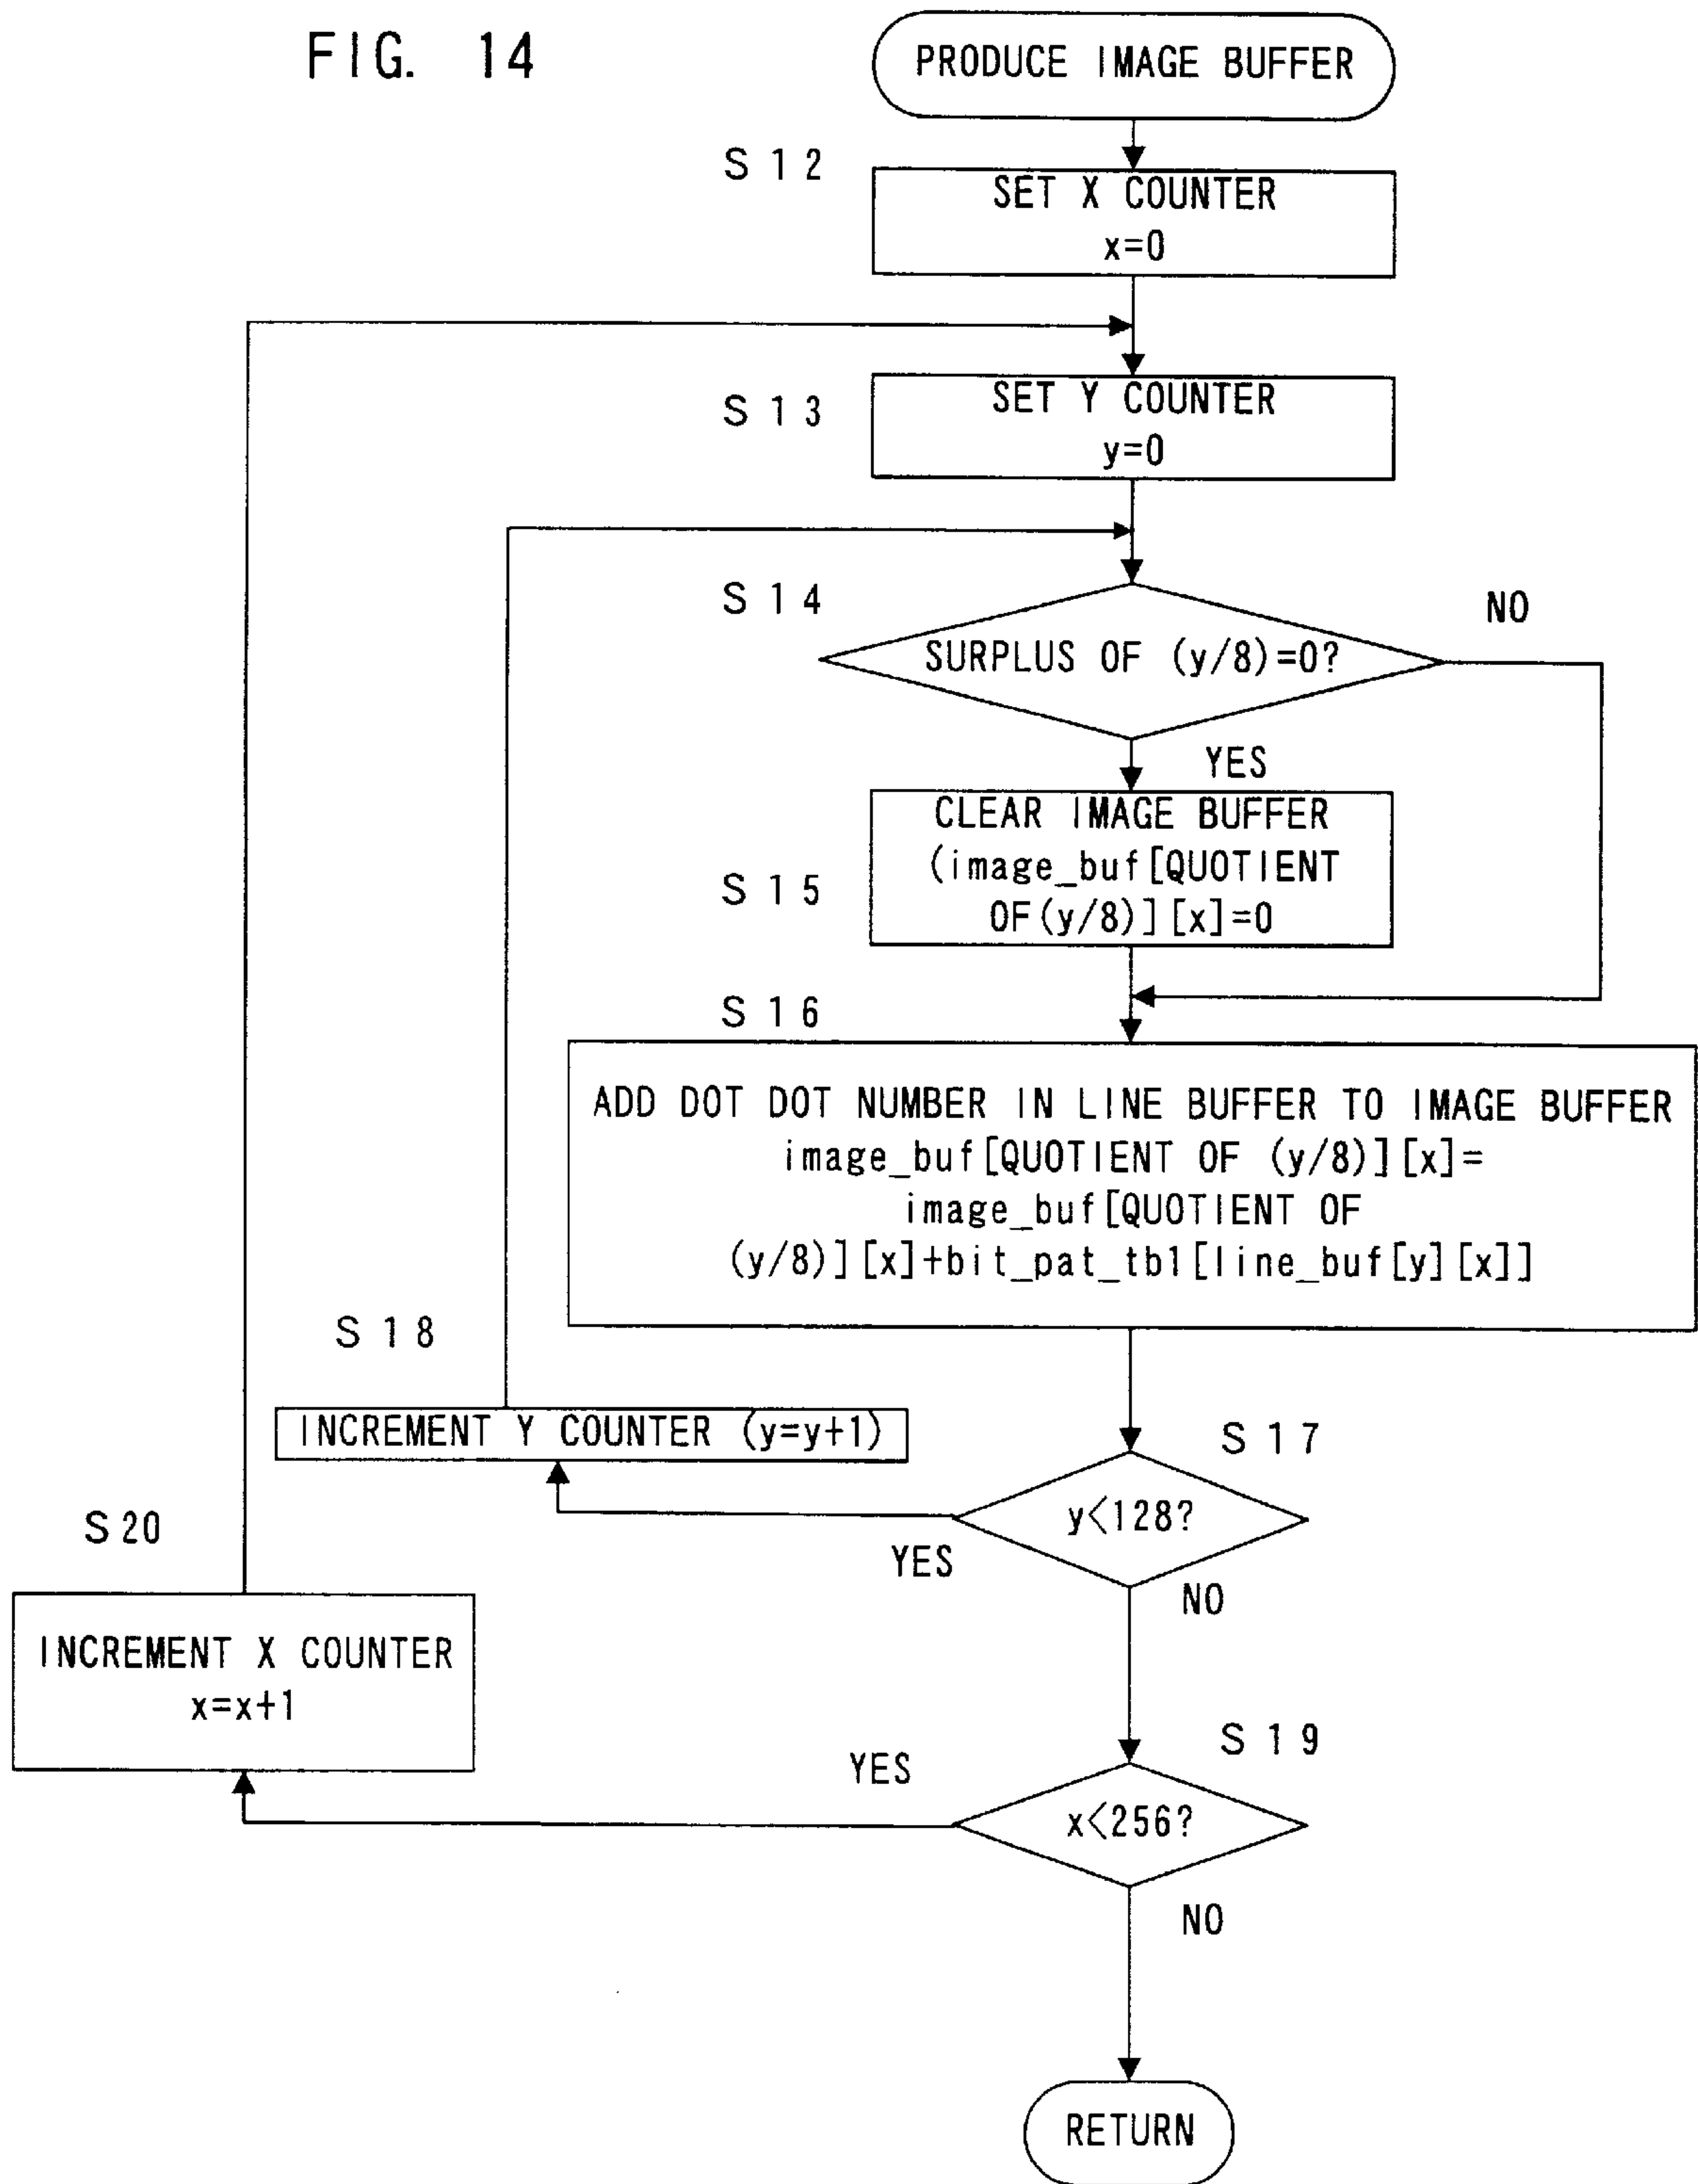 FIG. 14
PRODUCE IMAGE BUFFER
S12
SET X COUNTER
x=0
S13
SET Y COUNTER
y=0
S14
NO
SURPLUS OF (y/8)=0?
YES
CLEAR IMAGE BUFFER
(image_buf[QUOTIENT
S15
OF(y/8)][x]=0
S16
ADD DOT DOT NUMBER IN LINE BUFFER TO IMAGE BUFFER
image_buf[QUOTIENT OF (y/8)][x]=
image_buf[QUOTIENT OF
(y/8)][x]+bit_pat_tb1[line_buf[y][x]]
S18
INCREMENT Y COUNTER (y=y+1)
S17
y<128?
YES
NO
S20
INCREMENT X COUNTER
x=x+1
S19
YES
x<256?
NO
RETURN